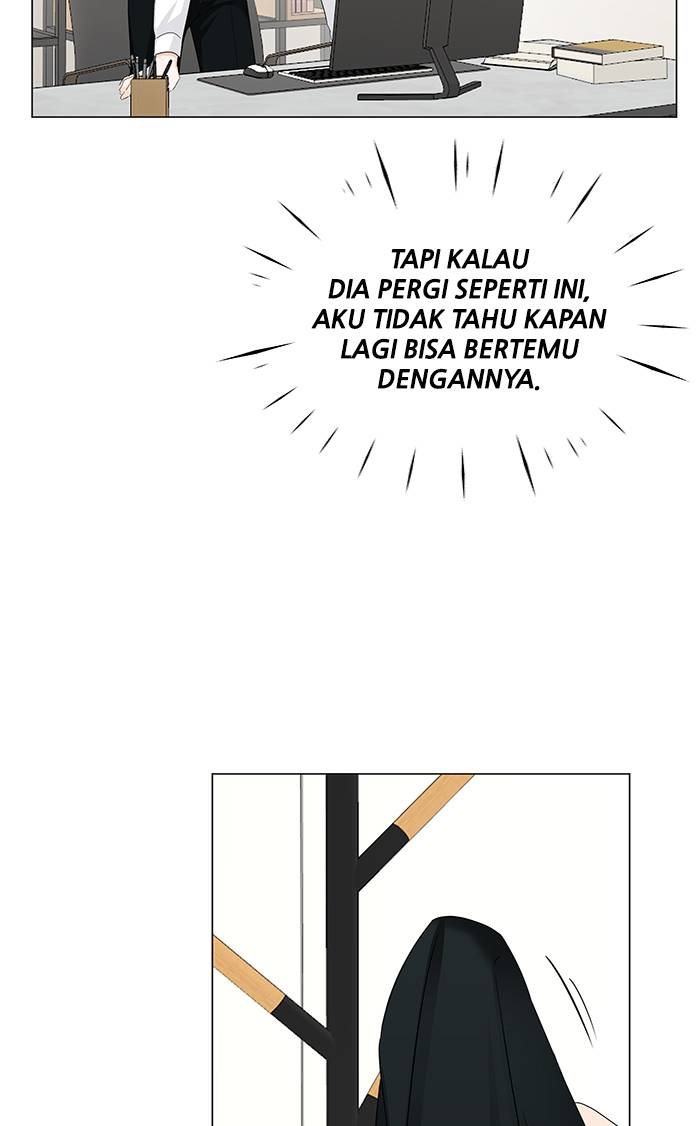 TAPI KALAU
DIA PERGI SEPERTI INI,
AKU TIDAK TAHU KAPAN
LAGI BISA BERTEMU
DENGANNYA.